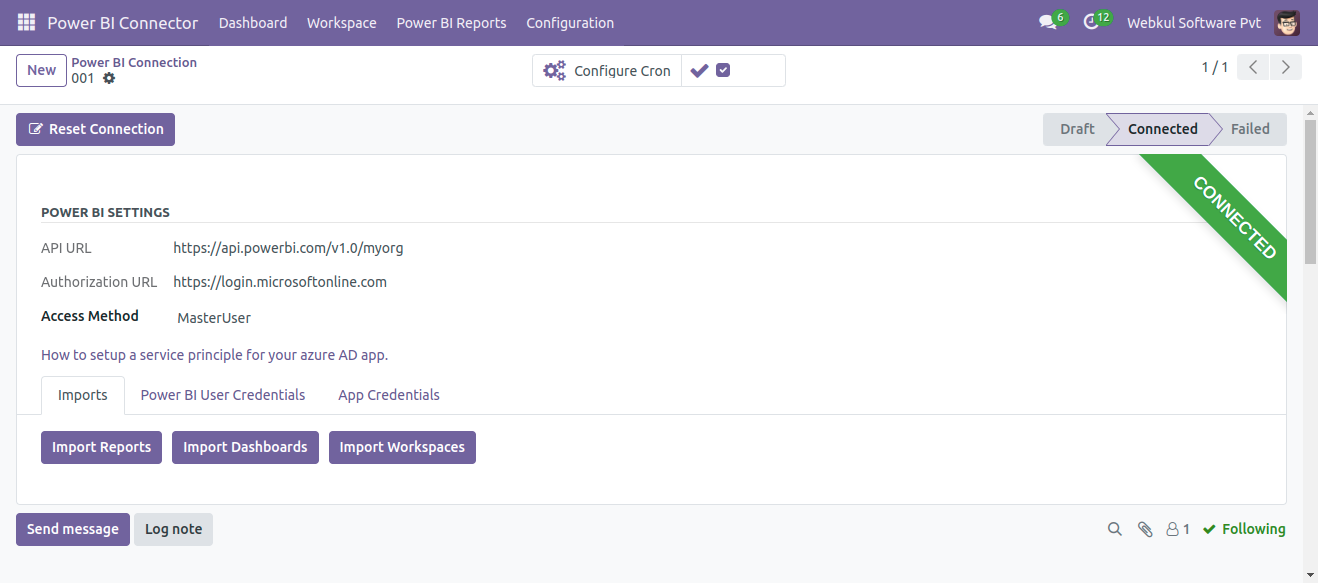 Power BI Connector Dashboard Workspace Power BI Reports Configuration 6 12 Webkul Software Pvt
New Power BI Connection
001
Configure Cron
1 / 1
Reset Connection
Draft Connected Failed
CONNECTED
POWER BI SETTINGS
API URL https://api.powerbi.com/v1.0/myorg
Authorization URL https://login.microsoftonline.com
Access Method MasterUser
How to setup a service principle for your azure AD app.
Imports Power BI User Credentials App Credentials
Import Reports Import Dashboards Import Workspaces
Send message Log note 1 Following